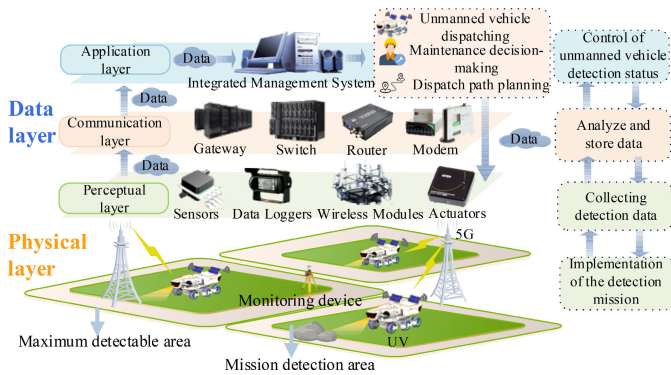 Application
layer
Data
Integrated Management System
Unmanned vehicle
dispatching
Maintenance decision-
making
Dispatch path planning
Control of
unmanned vehicle
detection status
Data
Data
layer
Communication
layer
Gateway
Switch
Router
Modem
Data
Analyze and
store data
Data
Perceptual
layer
Sensors
Data Loggers
Wireless Modules
Actuators
Collecting
detection data
Physical
layer
5G
Monitoring device
UV
Implementation
of the detection
mission
Maximum detectable area
Mission detection area